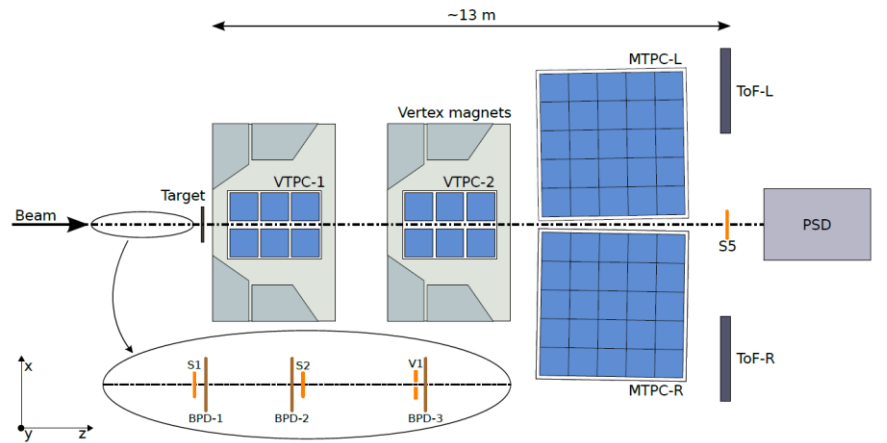 ~13 m
MTPC-L
ToF-L
Vertex magnets
VTPC-1
VTPC-2
Target
Beam
PSD
S5
x
S1
S2
V1
ToF-R
BPD-1
BPD-2
BPD-3
MTPC-R
y
z